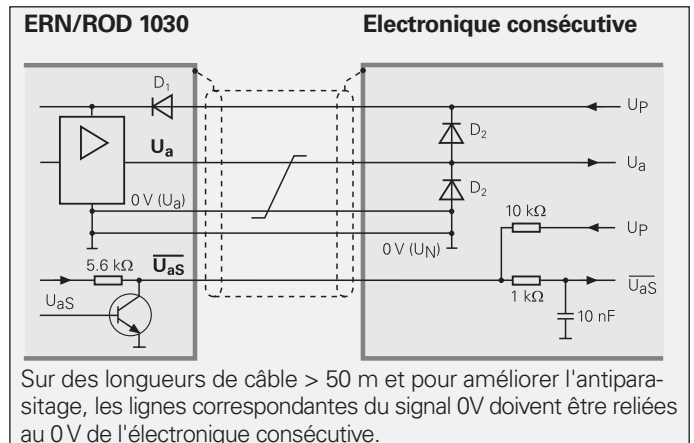 ERN/ROD 1030
Electronique consécutive
D1
UP
D2
Ua
Ua
D2
0 V (Ua)
10 kΩ
UP
0 V (UN)
5.6 kΩ
UaS
UaS
1 kΩ
UaS
10 nF
Sur des longueurs de câble > 50 m et pour améliorer l'antipara-
sitage, les lignes correspondantes du signal 0V doivent être reliées
au 0 V de l'électronique consécutive.